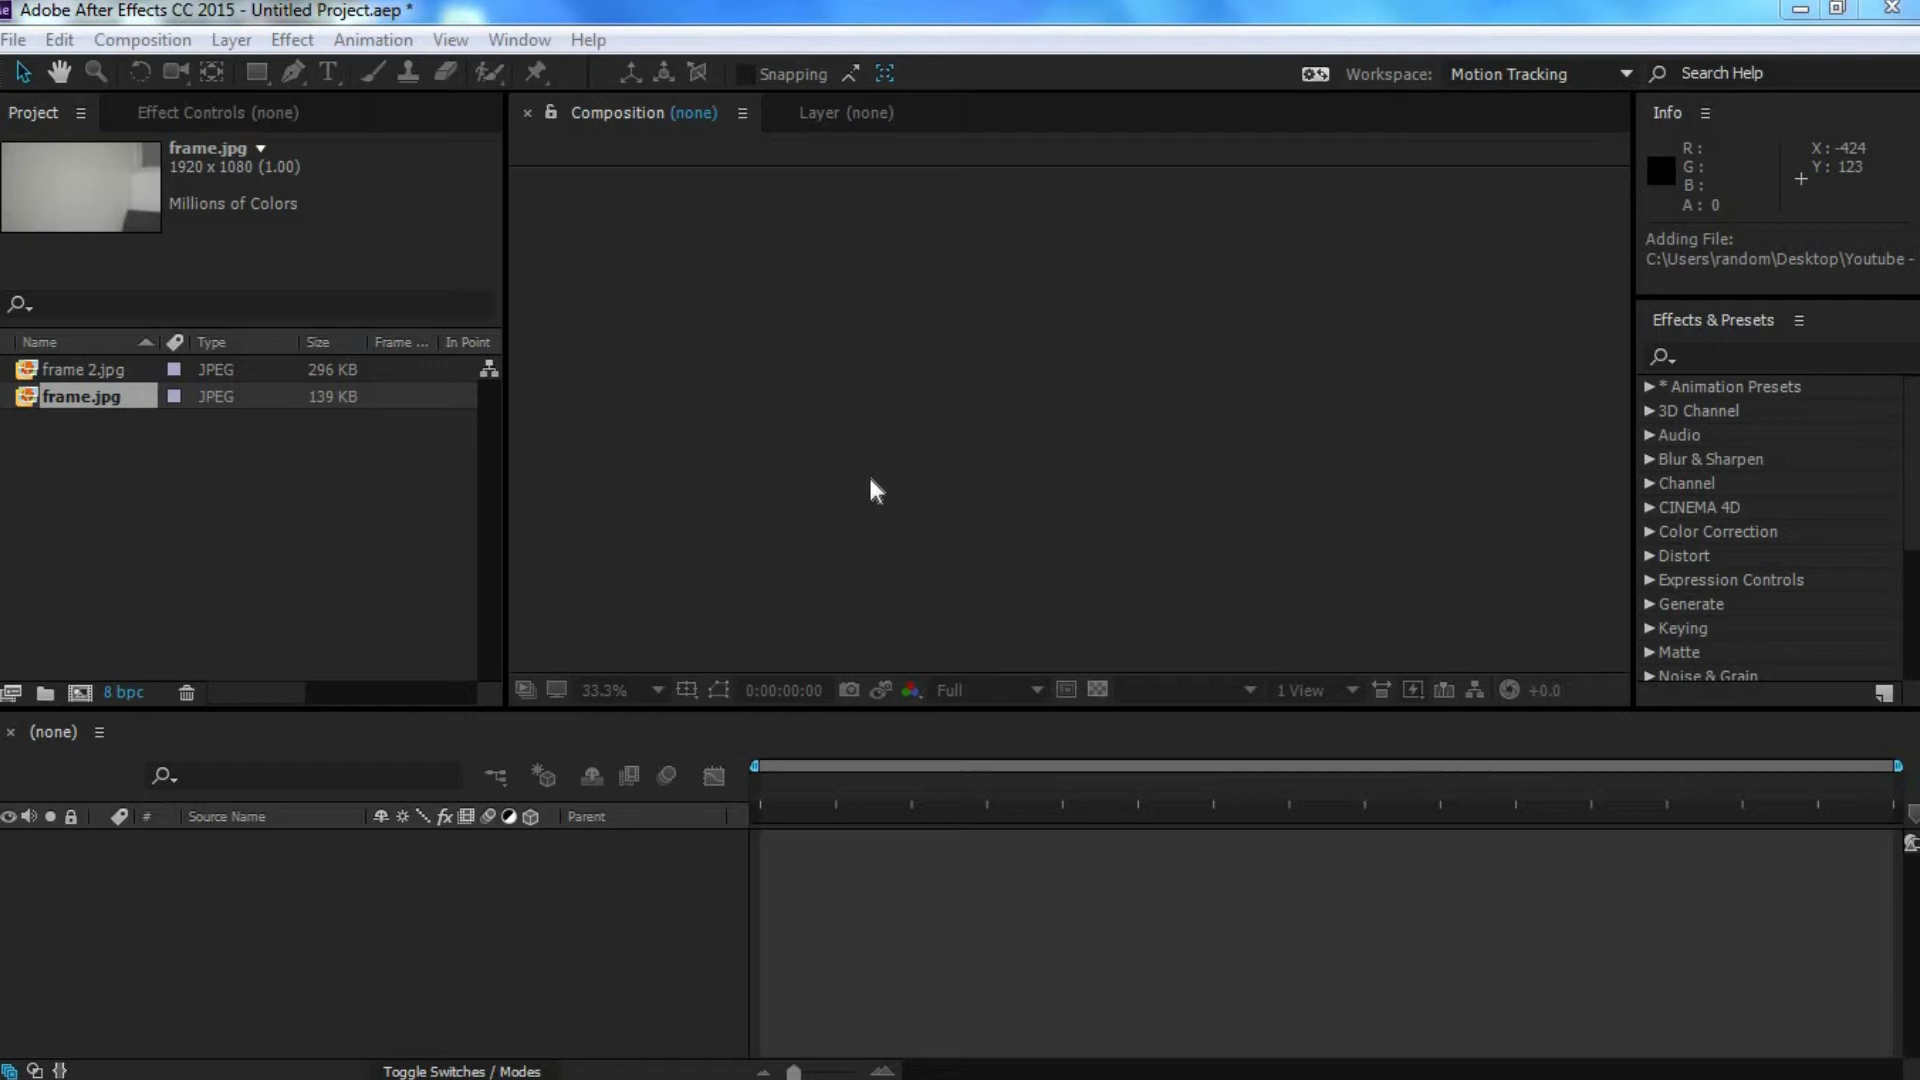 Adobe After Effects CC 2015 - Untitled Project.aep *
File Edit Composition Layer Effect Animation View Window Help
Snapping
Workspace: Motion Tracking
Search Help
Project
Effect Controls (none)
Composition (none)
Layer (none)
Info
frame.jpg
1920 x 1080 (1.00)
Millions of Colors
R :
G :
B :
A : 0
X : -424
Y : 123
Adding File:
C:\Users\random\Desktop\Youtube -
Effects & Presets
Name Type Size Frame ... In Point
frame 2.jpg JPEG 296 KB
frame.jpg JPEG 139 KB
* Animation Presets
3D Channel
Audio
Blur & Sharpen
Channel
CINEMA 4D
Color Correction
Distort
Expression Controls
Generate
Keying
Matte
Noise & Grain
8 bpc
33.3% 0:00:00:00 Full 1 View +0.0
(none)
# Source Name fx Parent
Toggle Switches / Modes